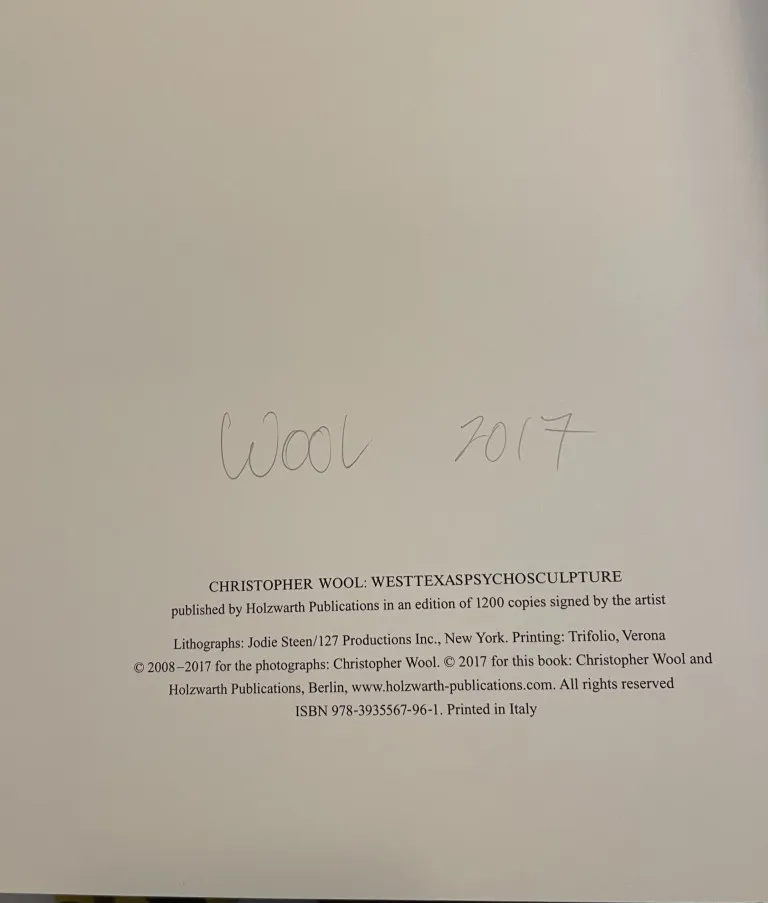 Wool 2017
CHRISTOPHER WOOL: WESTTEXASPSYCHOSCULPTURE
published by Holzwarth Publications in an edition of 1200 copies signed by the artist
Lithographs: Jodie Steen/127 Productions Inc., New York. Printing: Trifolio, Verona
© 2008–2017 for the photographs: Christopher Wool. © 2017 for this book: Christopher Wool and
Holzwarth Publications, Berlin, www.holzwarth-publications.com. All rights reserved
ISBN 978-3935567-96-1. Printed in Italy